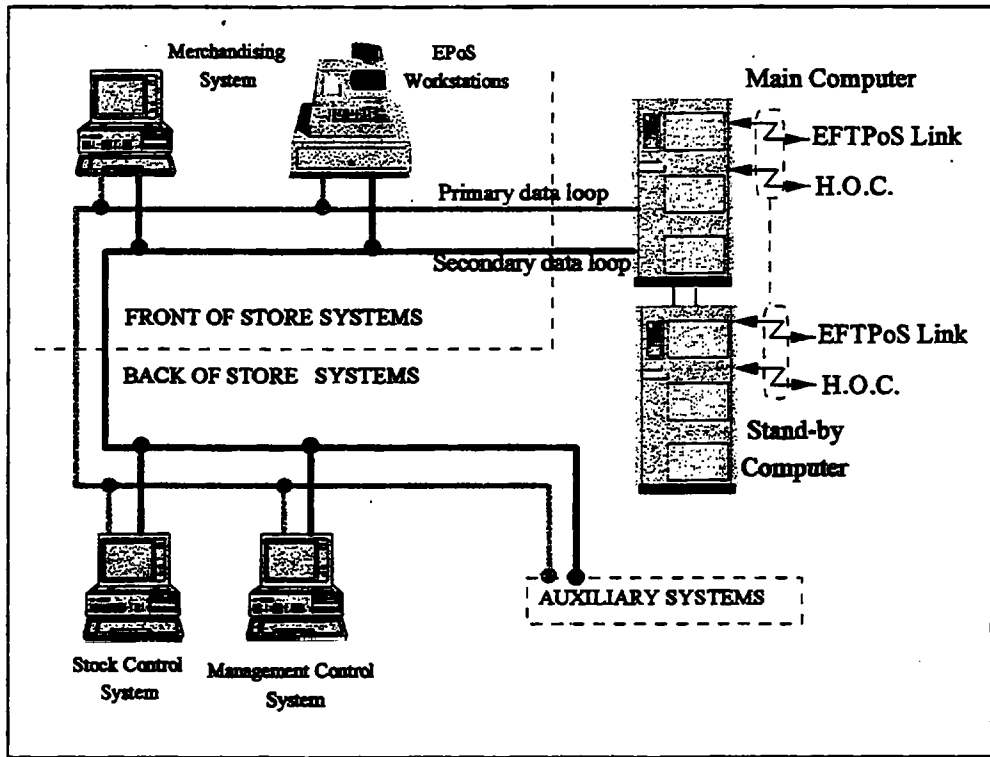 Merchandising
System
EPoS
Workstations
Main Computer
EFTPoS Link
H.O.C.
Primary data loop
Secondary data loop
FRONT OF STORE SYSTEMS
BACK OF STORE SYSTEMS
EFTPoS Link
H.O.C.
Stand-by
Computer
AUXILIARY SYSTEMS
Stock Control
System
Management Control
System